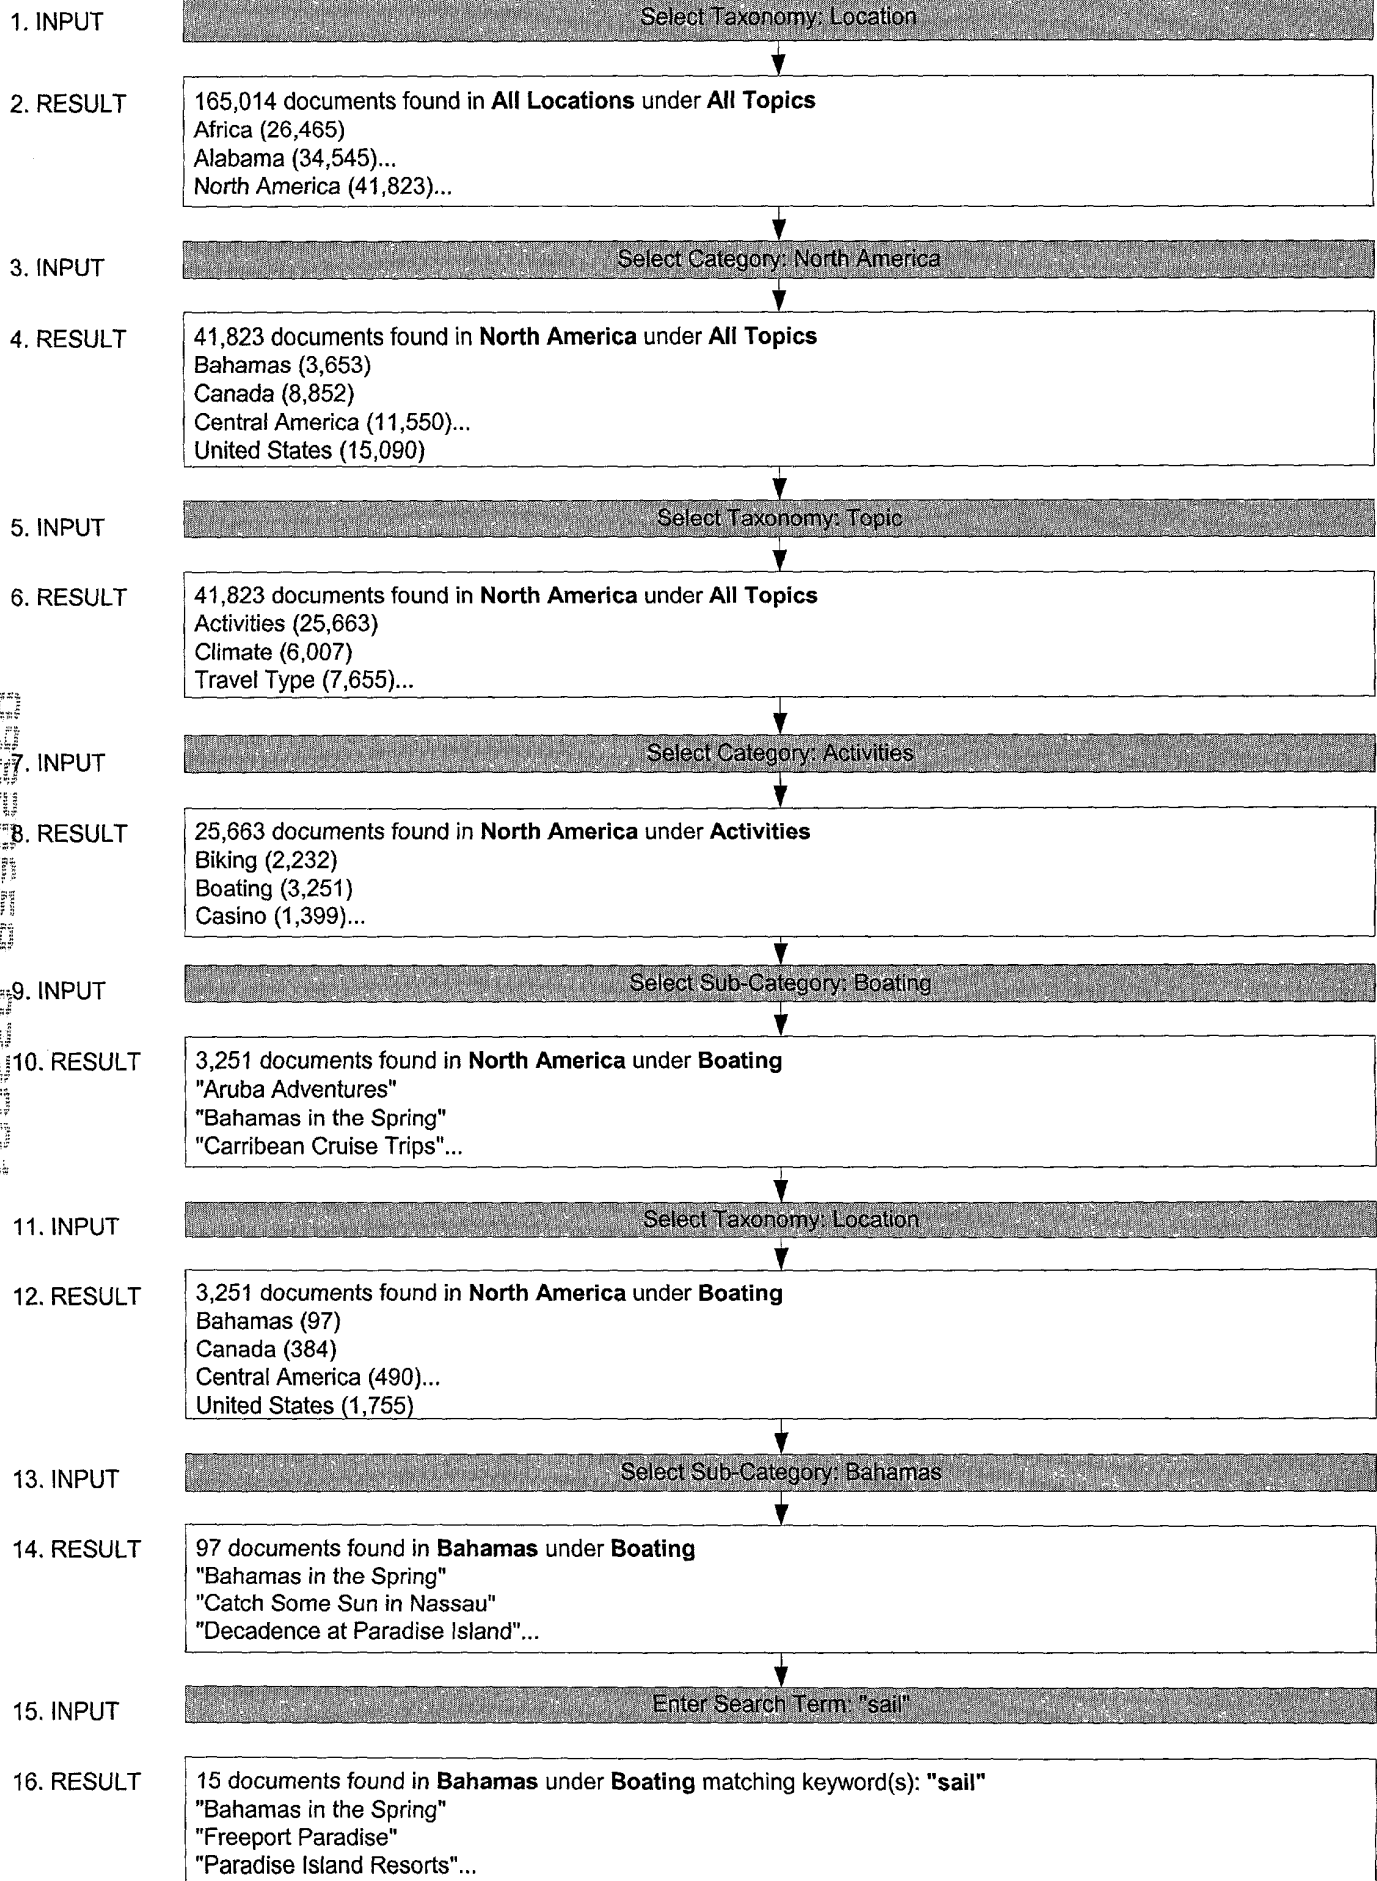 1. INPUT
Select Taxonomy: Location
2. RESULT
165,014 documents found in All Locations under All Topics
Africa (26,465)
Alabama (34,545)...
North America (41,823)...
3. INPUT
Select Category: North America
4. RESULT
41,823 documents found in North America under All Topics
Bahamas (3,653)
Canada (8,852)
Central America (11,550)...
United States (15,090)
5. INPUT
Select Taxonomy: Topic
6. RESULT
41,823 documents found in North America under All Topics
Activities (25,663)
Climate (6,007)
Travel Type (7,655)...
7. INPUT
Select Category: Activities
8. RESULT
25,663 documents found in North America under Activities
Biking (2,232)
Boating (3,251)
Casino (1,399)...
9. INPUT
Select Sub-Category: Boating
10. RESULT
3,251 documents found in North America under Boating
"Aruba Adventures"
"Bahamas in the Spring"
"Carribean Cruise Trips"...
11. INPUT
Select Taxonomy: Location
12. RESULT
3,251 documents found in North America under Boating
Bahamas (97)
Canada (384)
Central America (490)...
United States (1,755)
13. INPUT
Select Sub-Category: Bahamas
14. RESULT
97 documents found in Bahamas under Boating
"Bahamas in the Spring"
"Catch Some Sun in Nassau"
"Decadence at Paradise Island"...
15. INPUT
Enter Search Term: "sail"
16. RESULT
15 documents found in Bahamas under Boating matching keyword(s): "sail"
"Bahamas in the Spring"
"Freeport Paradise"
"Paradise Island Resorts"...